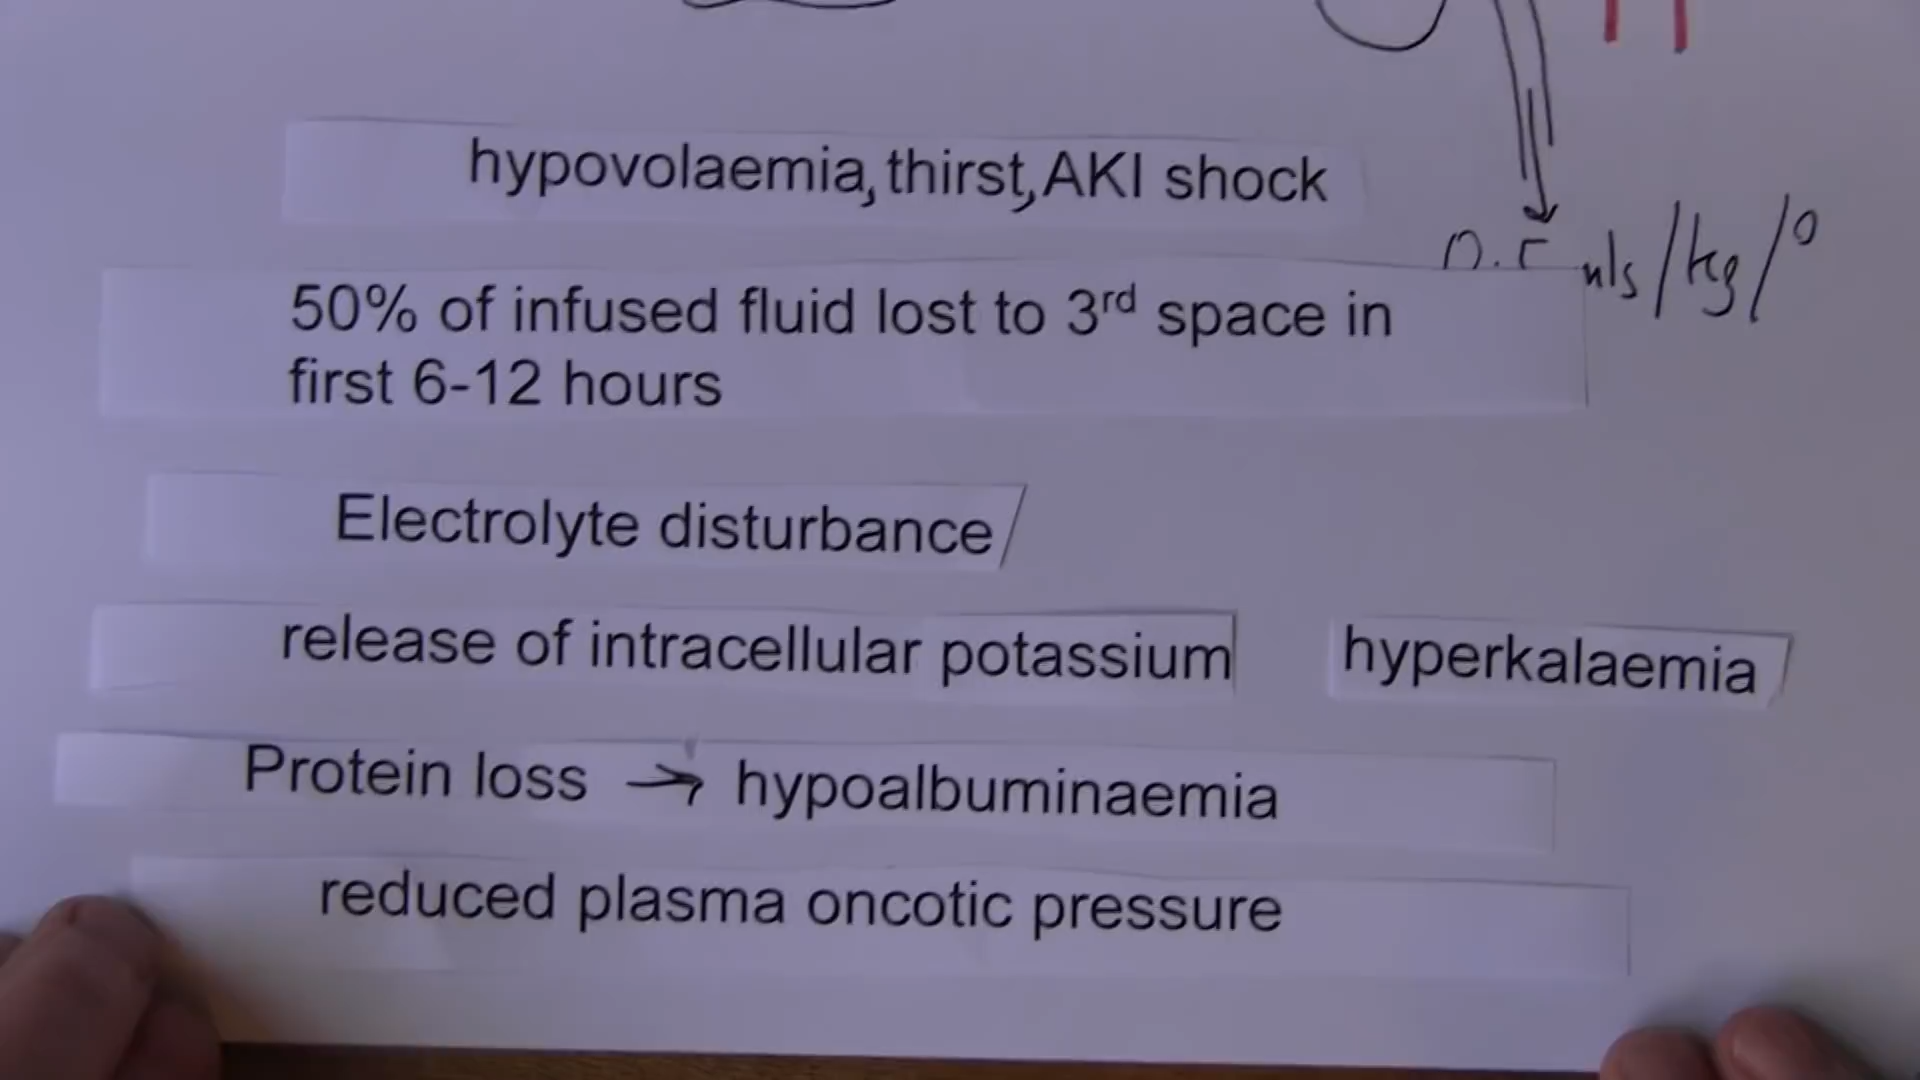 hypovolaemia, thirst, AKI shock
mls/kg/°
50% of infused fluid lost to 3rd space in
first 6-12 hours
Electrolyte disturbance
release of intracellular potassium hyperkalaemia
Protein loss → hypoalbuminaemia
reduced plasma oncotic pressure